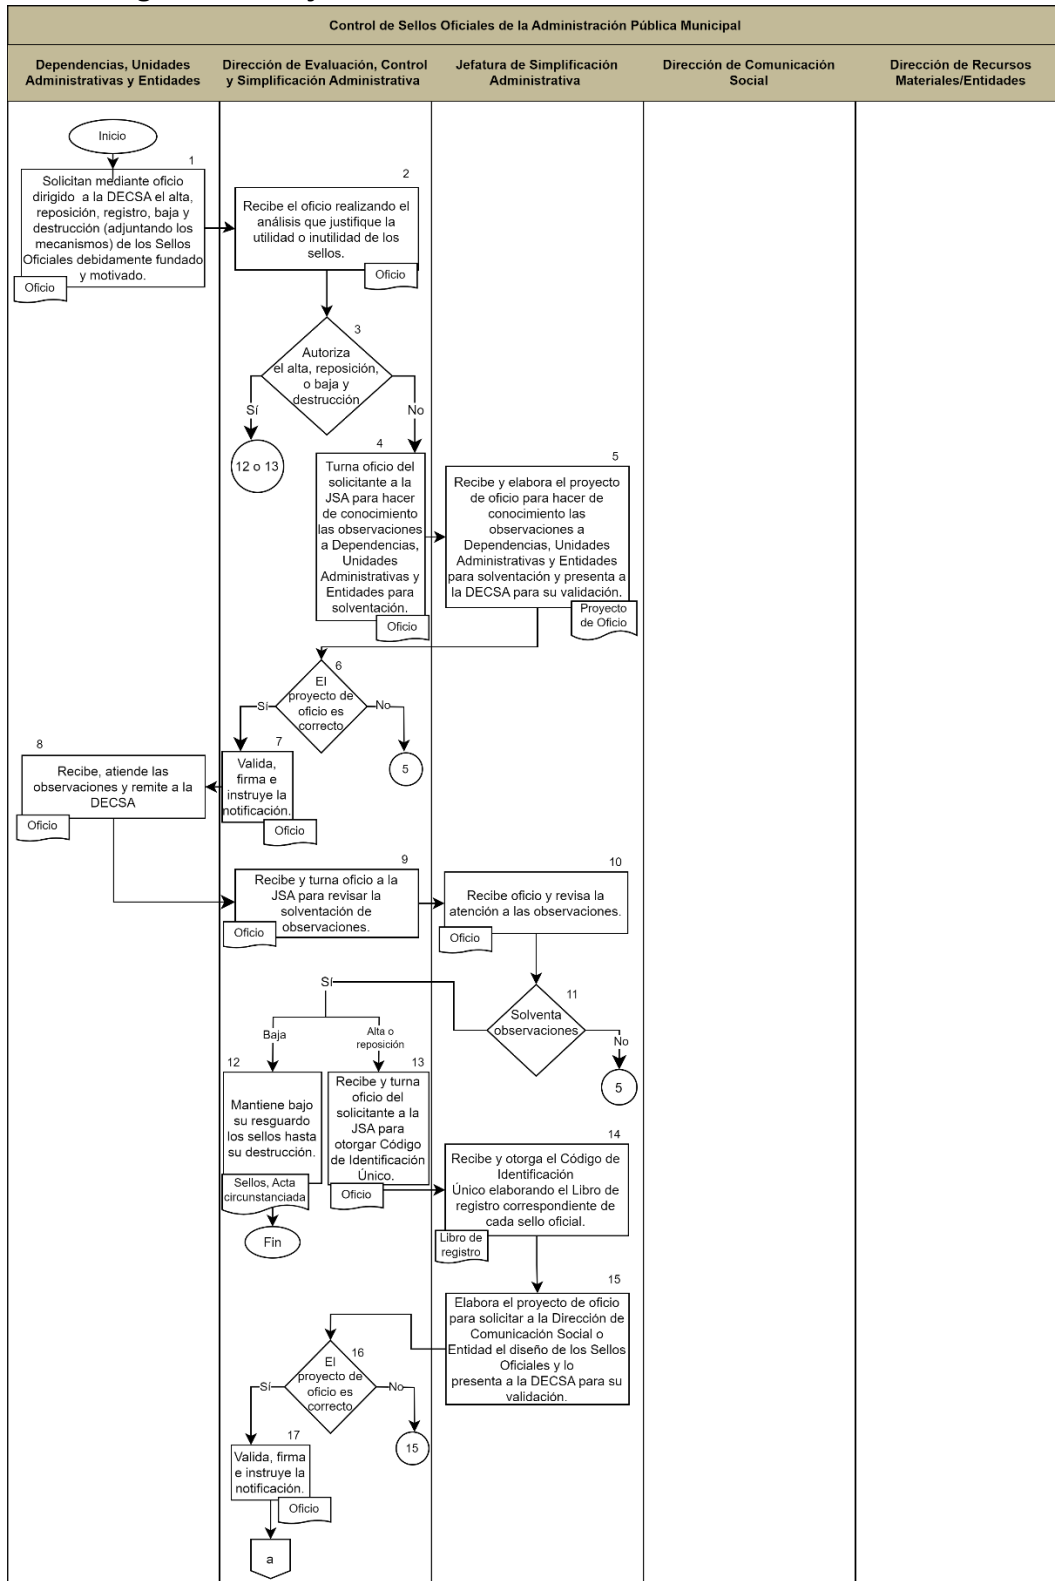 Control de Sellos Oficiales de la Administración Pública Municipal
Dependencias, Unidades
Administrativas y Entidades
Dirección de Evaluación, Control
y Simplificación Administrativa
Jefatura de Simplificación
Administrativa
Dirección de Comunicación
Social
Dirección de Recursos
Materiales/Entidades
Inicio
1
Solicitan mediante oficio
dirigido a la DECSA el alta,
reposición, registro, baja y
destrucción (adjuntando los
mecanismos) de los Sellos
Oficiales debidamente fundado
y motivado.
Oficio
2
Recibe el oficio realizando el
análisis que justifique la
utilidad o inutilidad de los
sellos.
Oficio
3
Autoriza
el alta, reposición,
o baja y
destrucción
Sí
No
12 o 13
4
Turna oficio del
solicitante a la
JSA para hacer
de conocimiento
las observaciones
a Dependencias,
Unidades
Administrativas y
Entidades para
solventación.
Oficio
5
Recibe y elabora el proyecto
de oficio para hacer de
conocimiento las
observaciones a
Dependencias, Unidades
Administrativas y Entidades
para solventación y presenta a
la DECSA para su validación.
Proyecto
de Oficio
6
El
proyecto de
oficio es
correcto
Sí
No
5
7
Valida,
firma e
instruye la
notificación.
Oficio
8
Recibe, atiende las
observaciones y remite a la
DECSA
Oficio
9
Recibe y turna oficio a la
JSA para revisar la
solventación de
observaciones.
Oficio
10
Recibe oficio y revisa la
atención a las observaciones.
Oficio
11
Solventa
observaciones
Sí
No
5
Baja
Alta o
reposición
12
Mantiene bajo
su resguardo
los sellos hasta
su destrucción.
Sellos, Acta
circunstanciada
Fin
13
Recibe y turna
oficio del
solicitante a la
JSA para
otorgar Código
de Identificación
Único.
Oficio
14
Recibe y otorga el Código de
Identificación
Único elaborando el Libro de
registro correspondiente de
cada sello oficial.
Libro de
registro
15
Elabora el proyecto de oficio
para solicitar a la Dirección de
Comunicación Social o
Entidad el diseño de los Sellos
Oficiales y lo
presenta a la DECSA para su
validación.
16
El
proyecto de
oficio es
correcto
Sí
No
15
17
Valida, firma
e instruye la
notificación.
Oficio
a